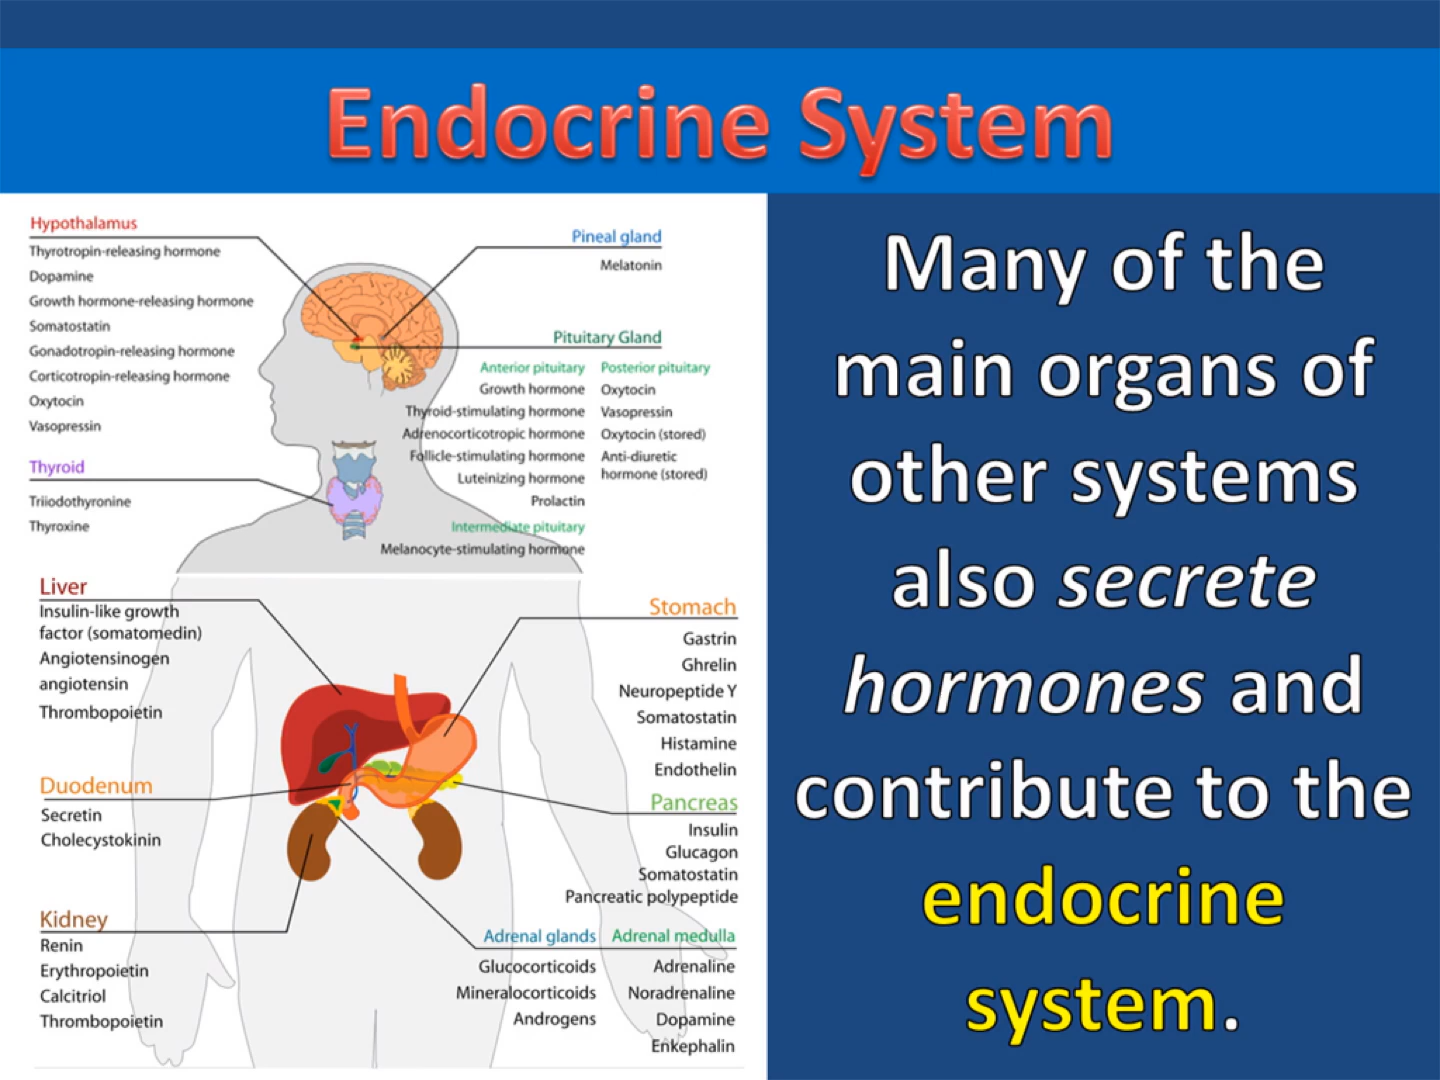 Endocrine System
Hypothalamus
Thyrotropin-releasing hormone
Dopamine
Growth hormone-releasing hormone
Somatostatin
Gonadotropin-releasing hormone
Corticotropin-releasing hormone
Oxytocin
Vasopressin
Thyroid
Triiodothyronine
Thyroxine
Pineal gland
Melatonin
Pituitary Gland
Anterior pituitary
Growth hormone
Thyroid-stimulating hormone
Adrenocorticotropic hormone
Follicle-stimulating hormone
Luteinizing hormone
Prolactin
Intermediate pituitary
Melanocyte-stimulating hormone
Posterior pituitary
Oxytocin
Vasopressin
Oxytocin (stored)
Anti-diuretic
hormone (stored)
Liver
Insulin-like growth
factor (somatomedin)
Angiotensinogen
angiotensin
Thrombopoietin
Duodenum
Secretin
Cholecystokinin
Kidney
Renin
Erythropoietin
Calcitriol
Thrombopoietin
Stomach
Gastrin
Ghrelin
Neuropeptide Y
Somatostatin
Histamine
Endothelin
Pancreas
Insulin
Glucagon
Somatostatin
Pancreatic polypeptide
Adrenal glands
Glucocorticoids
Mineralocorticoids
Androgens
Adrenal medulla
Adrenaline
Noradrenaline
Dopamine
Enkephalin
Many of the
main organs of
other systems
also secrete
hormones and
contribute to the
endocrine
system.